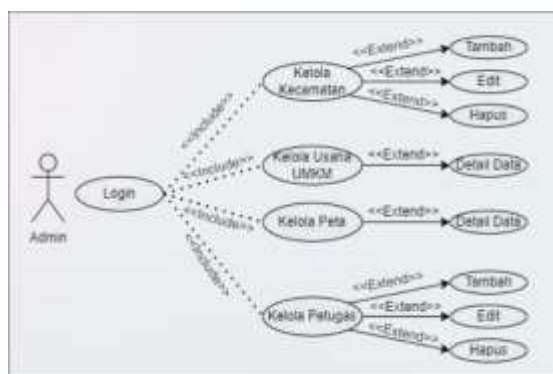 Admin
Login
<<Include>>
<<Include>>
<<Include>>
<<Include>>
Kelola
Kecamatan
<<Extend>>
Tambah
<<Extend>>
Edit
<<Extend>>
Hapus
Kelola Usaha
UMKM
<<Extend>>
Detail Data
Kelola Peta
<<Extend>>
Detail Data
Kelola Petugas
<<Extend>>
Tambah
<<Extend>>
Edit
<<Extend>>
Hapus